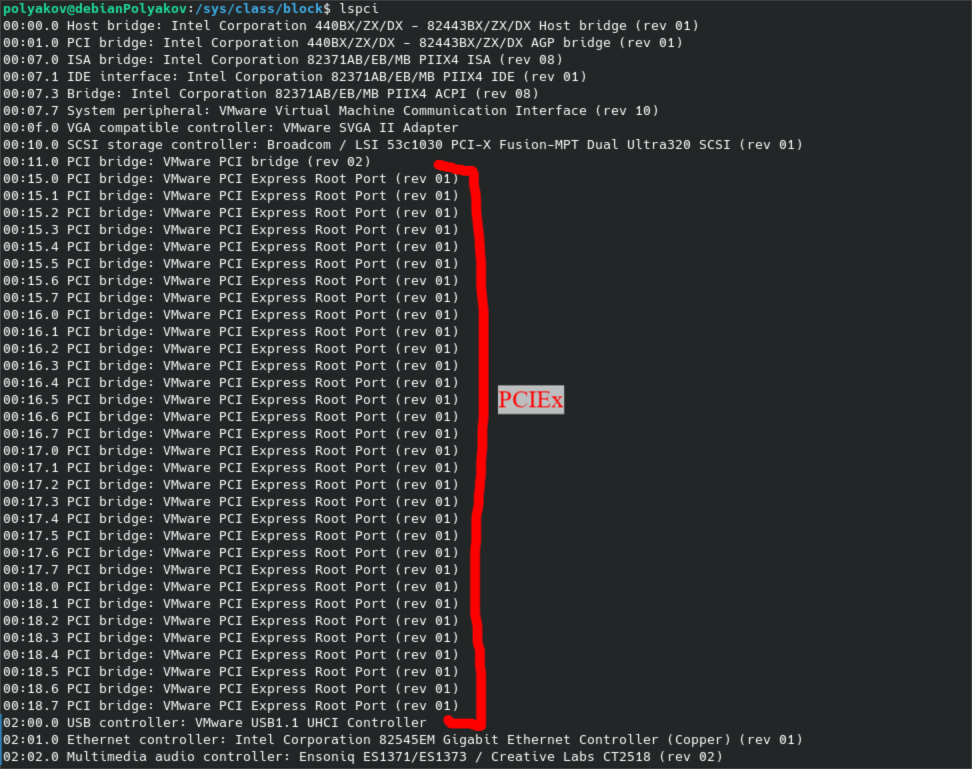 polyakov@debianPolyakov:/sys/class/block$ lspci
00:00.0 Host bridge: Intel Corporation 440BX/ZX/DX - 82443BX/ZX/DX Host bridge (rev 01)
00:01.0 PCI bridge: Intel Corporation 440BX/ZX/DX - 82443BX/ZX/DX AGP bridge (rev 01)
00:07.0 ISA bridge: Intel Corporation 82371AB/EB/MB PIIX4 ISA (rev 08)
00:07.1 IDE interface: Intel Corporation 82371AB/EB/MB PIIX4 IDE (rev 01)
00:07.3 Bridge: Intel Corporation 82371AB/EB/MB PIIX4 ACPI (rev 08)
00:07.7 System peripheral: VMware Virtual Machine Communication Interface (rev 10)
00:0f.0 VGA compatible controller: VMware SVGA II Adapter
00:10.0 SCSI storage controller: Broadcom / LSI 53c1030 PCI-X Fusion-MPT Dual Ultra320 SCSI (rev 01)
00:11.0 PCI bridge: VMware PCI bridge (rev 02)
00:15.0 PCI bridge: VMware PCI Express Root Port (rev 01)
00:15.1 PCI bridge: VMware PCI Express Root Port (rev 01)
00:15.2 PCI bridge: VMware PCI Express Root Port (rev 01)
00:15.3 PCI bridge: VMware PCI Express Root Port (rev 01)
00:15.4 PCI bridge: VMware PCI Express Root Port (rev 01)
00:15.5 PCI bridge: VMware PCI Express Root Port (rev 01)
00:15.6 PCI bridge: VMware PCI Express Root Port (rev 01)
00:15.7 PCI bridge: VMware PCI Express Root Port (rev 01)
00:16.0 PCI bridge: VMware PCI Express Root Port (rev 01)
00:16.1 PCI bridge: VMware PCI Express Root Port (rev 01)
00:16.2 PCI bridge: VMware PCI Express Root Port (rev 01)
00:16.3 PCI bridge: VMware PCI Express Root Port (rev 01)
00:16.4 PCI bridge: VMware PCI Express Root Port (rev 01)
00:16.5 PCI bridge: VMware PCI Express Root Port (rev 01)
PCIEx
00:16.6 PCI bridge: VMware PCI Express Root Port (rev 01)
00:16.7 PCI bridge: VMware PCI Express Root Port (rev 01)
00:17.0 PCI bridge: VMware PCI Express Root Port (rev 01)
00:17.1 PCI bridge: VMware PCI Express Root Port (rev 01)
00:17.2 PCI bridge: VMware PCI Express Root Port (rev 01)
00:17.3 PCI bridge: VMware PCI Express Root Port (rev 01)
00:17.4 PCI bridge: VMware PCI Express Root Port (rev 01)
00:17.5 PCI bridge: VMware PCI Express Root Port (rev 01)
00:17.6 PCI bridge: VMware PCI Express Root Port (rev 01)
00:17.7 PCI bridge: VMware PCI Express Root Port (rev 01)
00:18.0 PCI bridge: VMware PCI Express Root Port (rev 01)
00:18.1 PCI bridge: VMware PCI Express Root Port (rev 01)
00:18.2 PCI bridge: VMware PCI Express Root Port (rev 01)
00:18.3 PCI bridge: VMware PCI Express Root Port (rev 01)
00:18.4 PCI bridge: VMware PCI Express Root Port (rev 01)
00:18.5 PCI bridge: VMware PCI Express Root Port (rev 01)
00:18.6 PCI bridge: VMware PCI Express Root Port (rev 01)
00:18.7 PCI bridge: VMware PCI Express Root Port (rev 01)
02:00.0 USB controller: VMware USB1.1 UHCI Controller
02:01.0 Ethernet controller: Intel Corporation 82545EM Gigabit Ethernet Controller (Copper) (rev 01)
02:02.0 Multimedia audio controller: Ensoniq ES1371/ES1373 / Creative Labs CT2518 (rev 02)